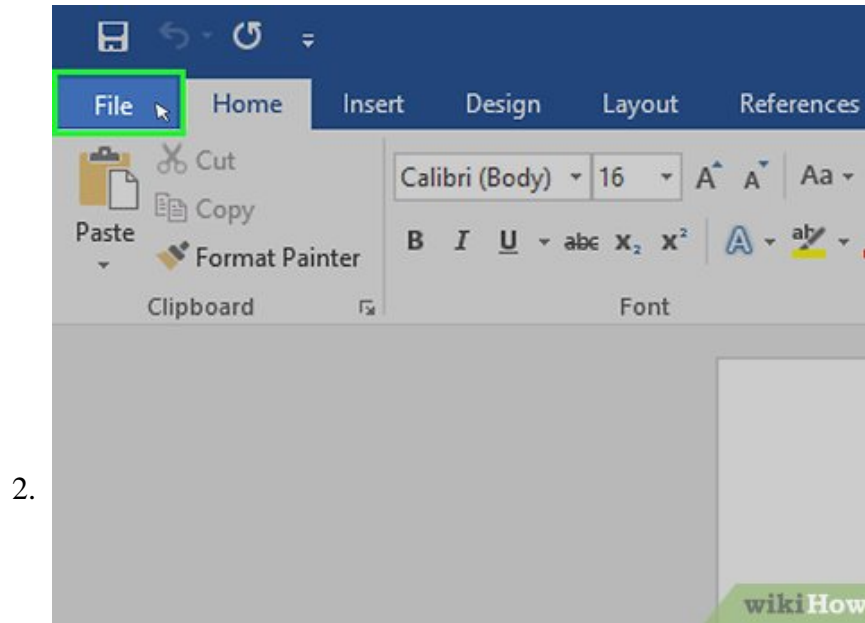 File Home Insert Design Layout References
Cut
Calibri (Body) 16 A A Aa
Copy
Paste
B I U abc X₂ X² A ab
Format Painter
Clipboard Font
2.
wikiHow